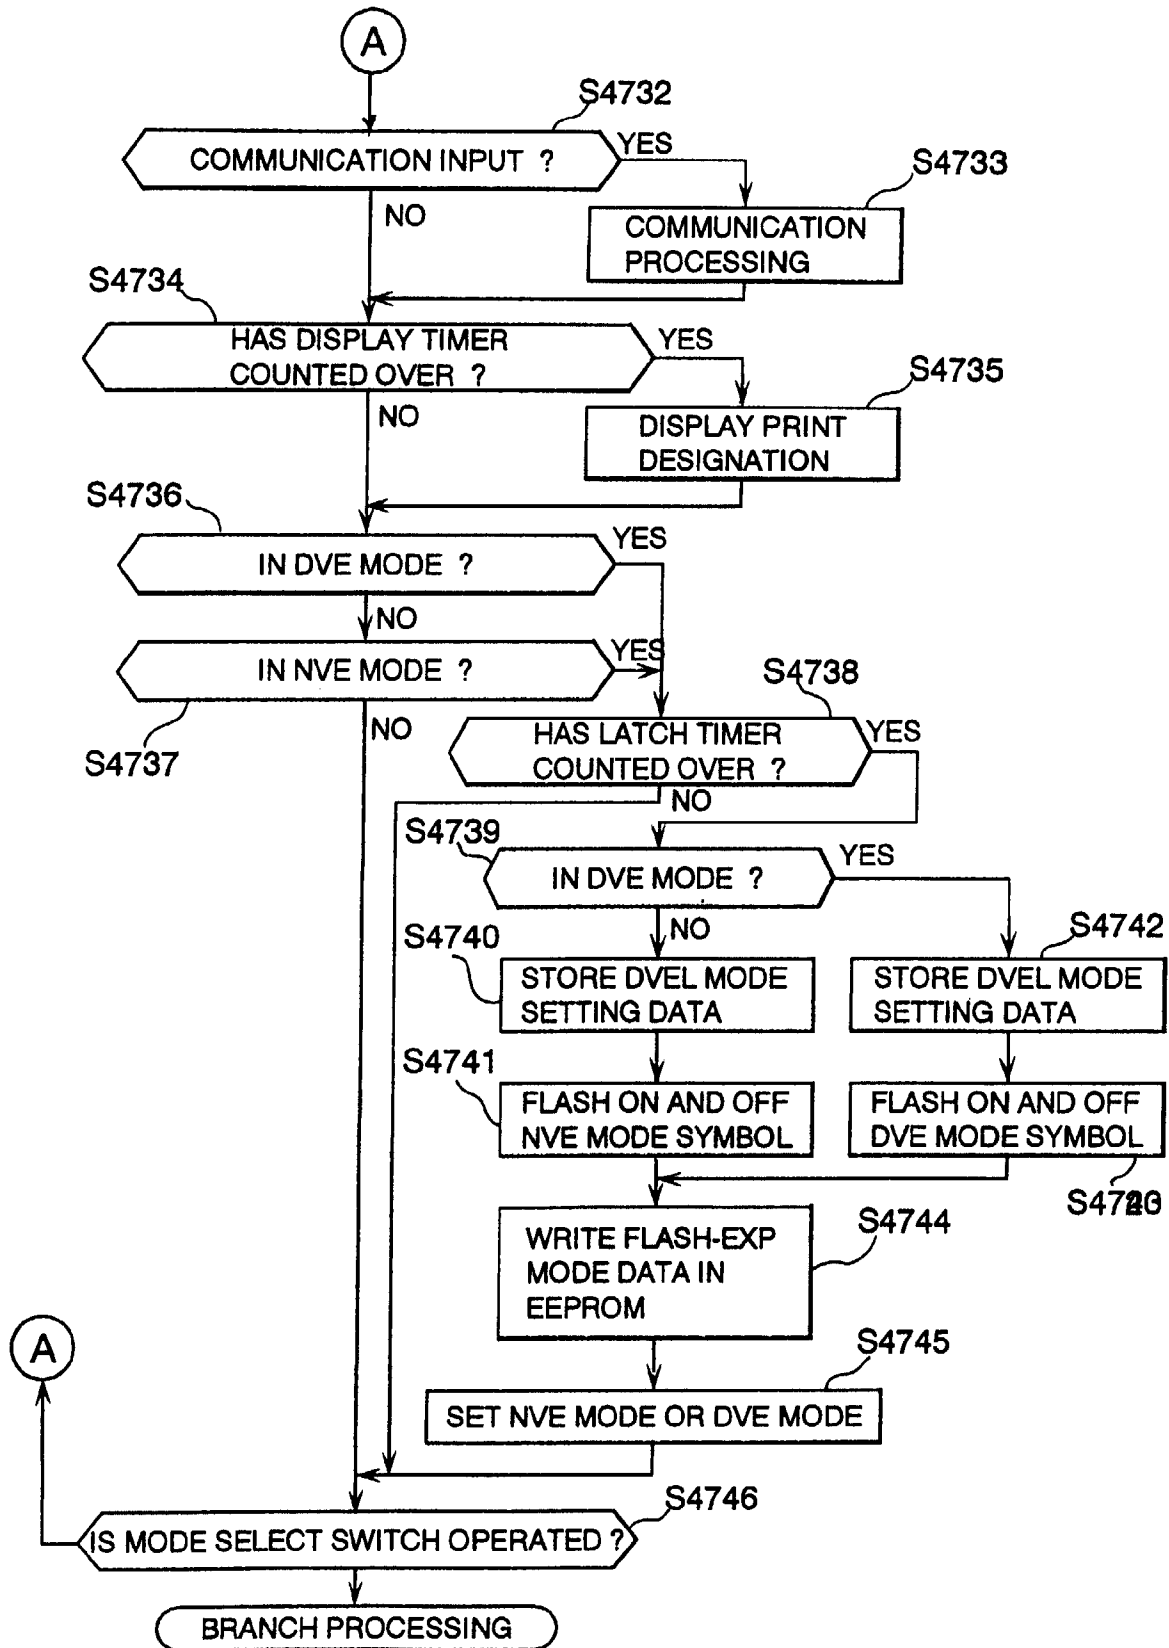 A
S4732
COMMUNICATION INPUT ?
YES
S4733
NO
COMMUNICATION
PROCESSING
S4734
HAS DISPLAY TIMER
COUNTED OVER ?
YES
S4735
NO
DISPLAY PRINT
DESIGNATION
S4736
IN DVE MODE ?
YES
NO
IN NVE MODE ?
YES
S4737
NO
S4738
HAS LATCH TIMER
COUNTED OVER ?
YES
NO
S4739
IN DVE MODE ?
YES
NO
S4740
STORE DVEL MODE
SETTING DATA
S4742
STORE DVEL MODE
SETTING DATA
S4741
FLASH ON AND OFF
NVE MODE SYMBOL
FLASH ON AND OFF
DVE MODE SYMBOL
S4744
WRITE FLASH-EXP
MODE DATA IN
EEPROM
S4745
SET NVE MODE OR DVE MODE
A
S4746
IS MODE SELECT SWITCH OPERATED ?
BRANCH PROCESSING